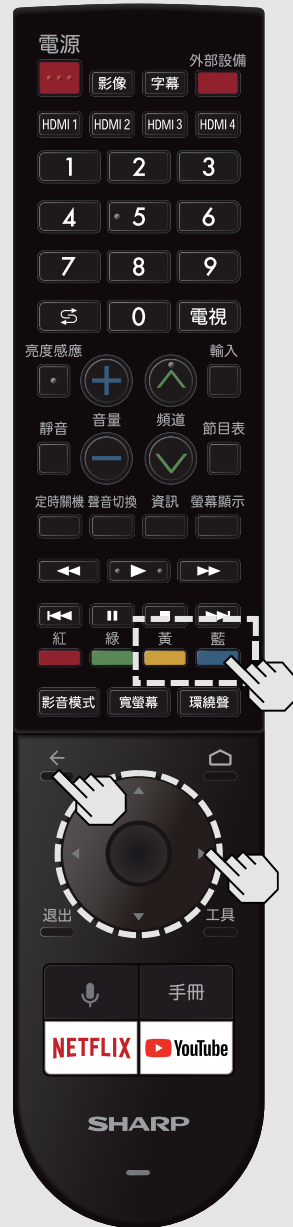 電源
外部設備
影像 字幕
HDMI 1 HDMI 2 HDMI 3 HDMI 4
1 2 3
4 5 6
7 8 9
0 電視
亮度感應 輸入
音量 頻道
靜音 節目表
定時關機 聲音切換 資訊 螢幕顯示
紅 綠 黃 藍
影音模式 寬螢幕 環繞聲
退出 工具
手冊
NETFLIX YouTube
SHARP